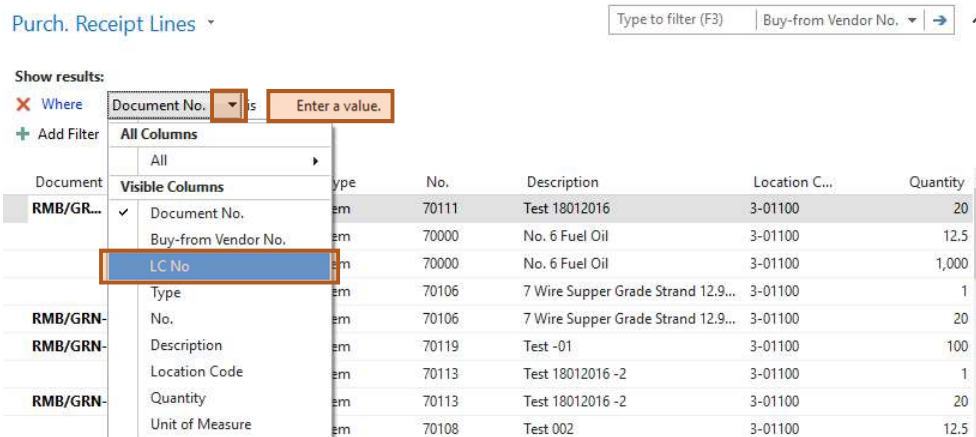 Purch. Receipt Lines
Type to filter (F3) Buy-from Vendor No.
Show results:
Where Document No. is Enter a value.
Add Filter All Columns
All
Document Visible Columns ype No. Description Location C... Quantity
RMB/GR... Document No. em 70111 Test 18012016 3-01100 20
Buy-from Vendor No. em 70000 No. 6 Fuel Oil 3-01100 12.5
LC No em 70000 No. 6 Fuel Oil 3-01100 1,000
Type em 70106 7 Wire Supper Grade Strand 12.9... 3-01100 1
RMB/GRN- No. em 70106 7 Wire Supper Grade Strand 12.9... 3-01100 20
RMB/GRN- Description em 70119 Test -01 3-01100 100
Location Code em 70113 Test 18012016 -2 3-01100 1
RMB/GRN- Quantity em 70113 Test 18012016 -2 3-01100 20
Unit of Measure em 70108 Test 002 3-01100 12.5